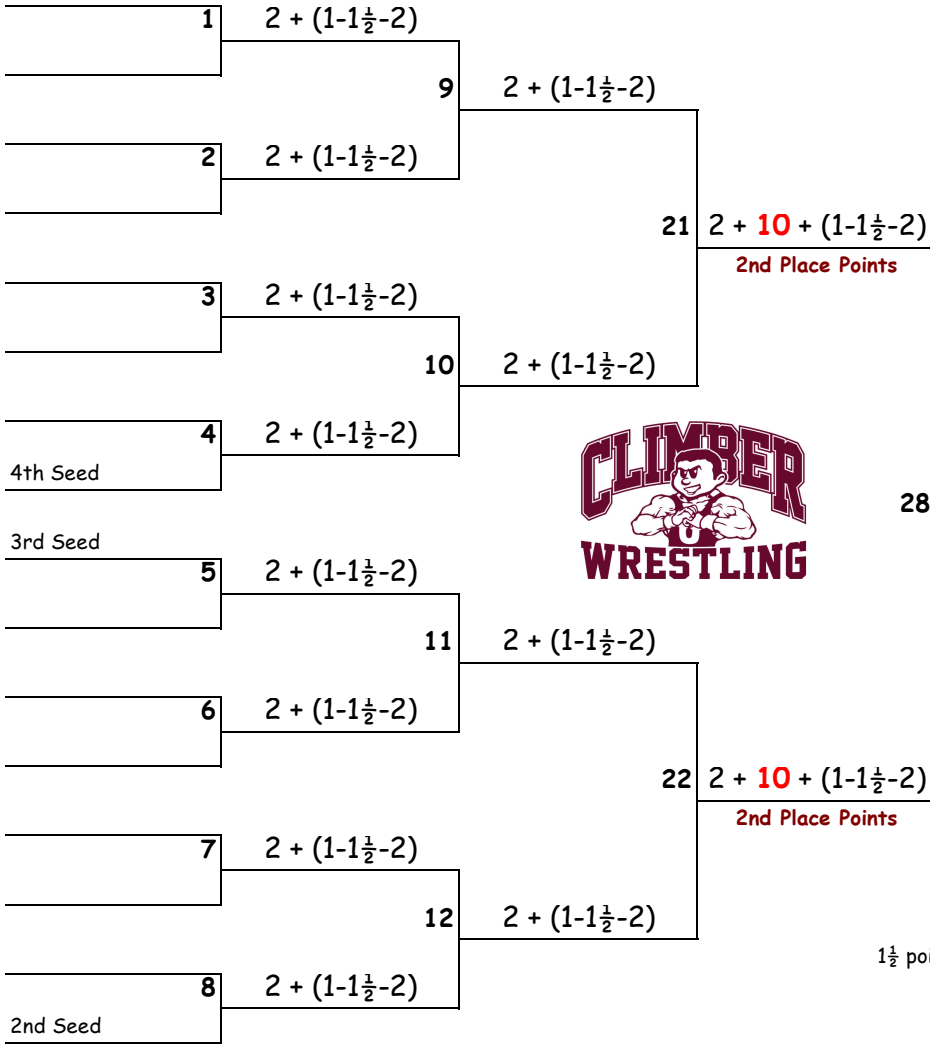 1 2 + (1-1½-2)
9 2 + (1-1½-2)
2 2 + (1-1½-2)
21 2 + 10 + (1-1½-2)
2nd Place Points
3 2 + (1-1½-2)
10 2 + (1-1½-2)
4 2 + (1-1½-2)
4th Seed
CLIMBER
U
WRESTLING
28
3rd Seed
5 2 + (1-1½-2)
11 2 + (1-1½-2)
6 2 + (1-1½-2)
22 2 + 10 + (1-1½-2)
2nd Place Points
7 2 + (1-1½-2)
12 2 + (1-1½-2)
1½ poi
8 2 + (1-1½-2)
2nd Seed